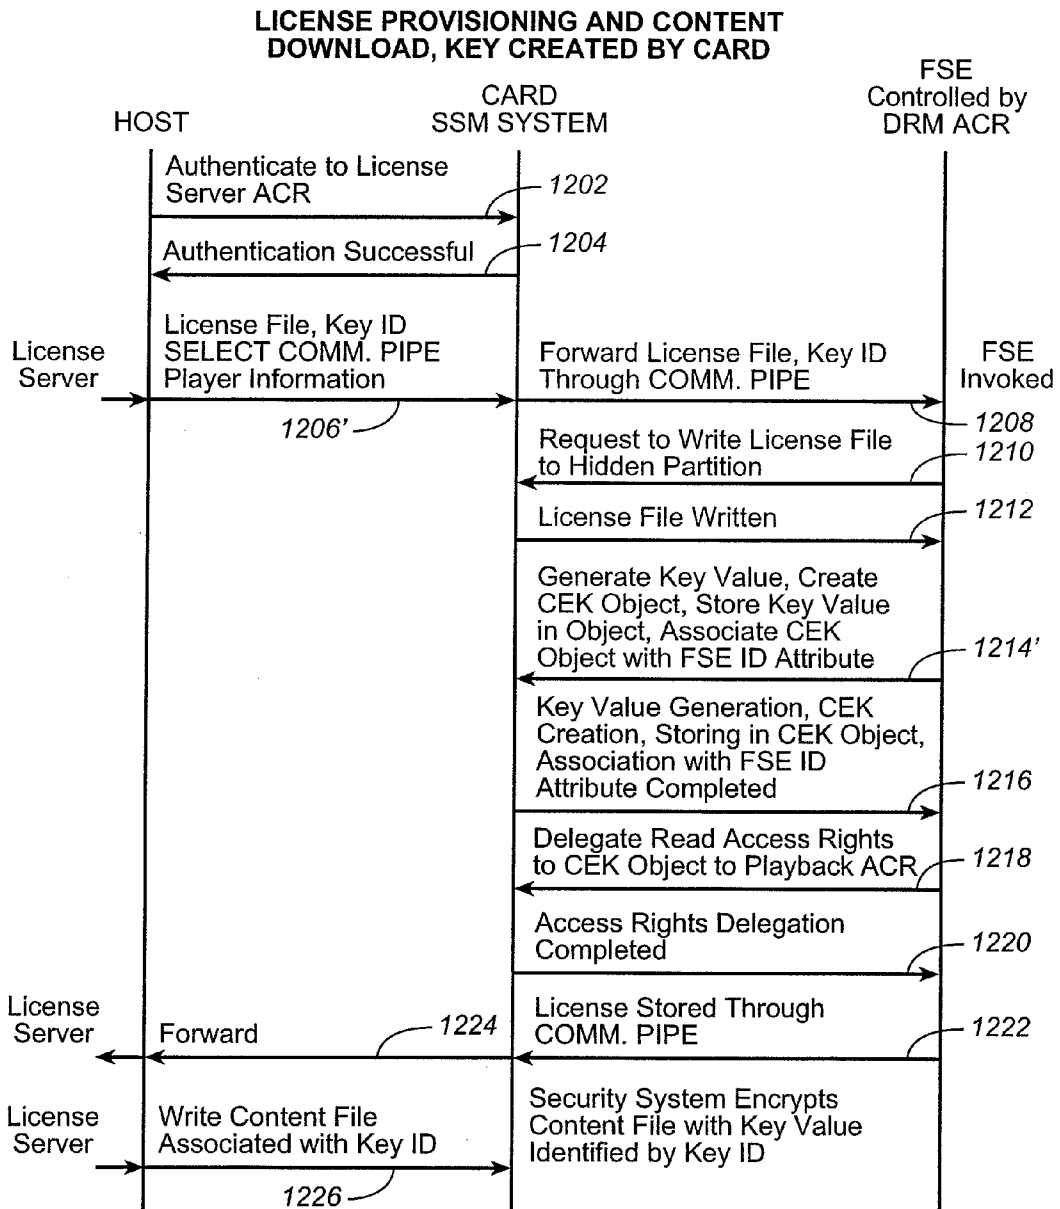 LICENSE PROVISIONING AND CONTENT
DOWNLOAD, KEY CREATED BY CARD
HOST
CARD
SSM SYSTEM
FSE
Controlled by
DRM ACR
Authenticate to License
Server ACR
1202
Authentication Successful
1204
License
Server
License File, Key ID
SELECT COMM. PIPE
Player Information
1206'
Forward License File, Key ID
Through COMM. PIPE
FSE
Invoked
1208
Request to Write License File
to Hidden Partition
1210
License File Written
1212
Generate Key Value, Create
CEK Object, Store Key Value
in Object, Associate CEK
Object with FSE ID Attribute
1214'
Key Value Generation, CEK
Creation, Storing in CEK Object,
Association with FSE ID
Attribute Completed
1216
Delegate Read Access Rights
to CEK Object to Playback ACR
1218
Access Rights Delegation
Completed
1220
License
Server
Forward
1224
License Stored Through
COMM. PIPE
1222
License
Server
Write Content File
Associated with Key ID
1226
Security System Encrypts
Content File with Key Value
Identified by Key ID